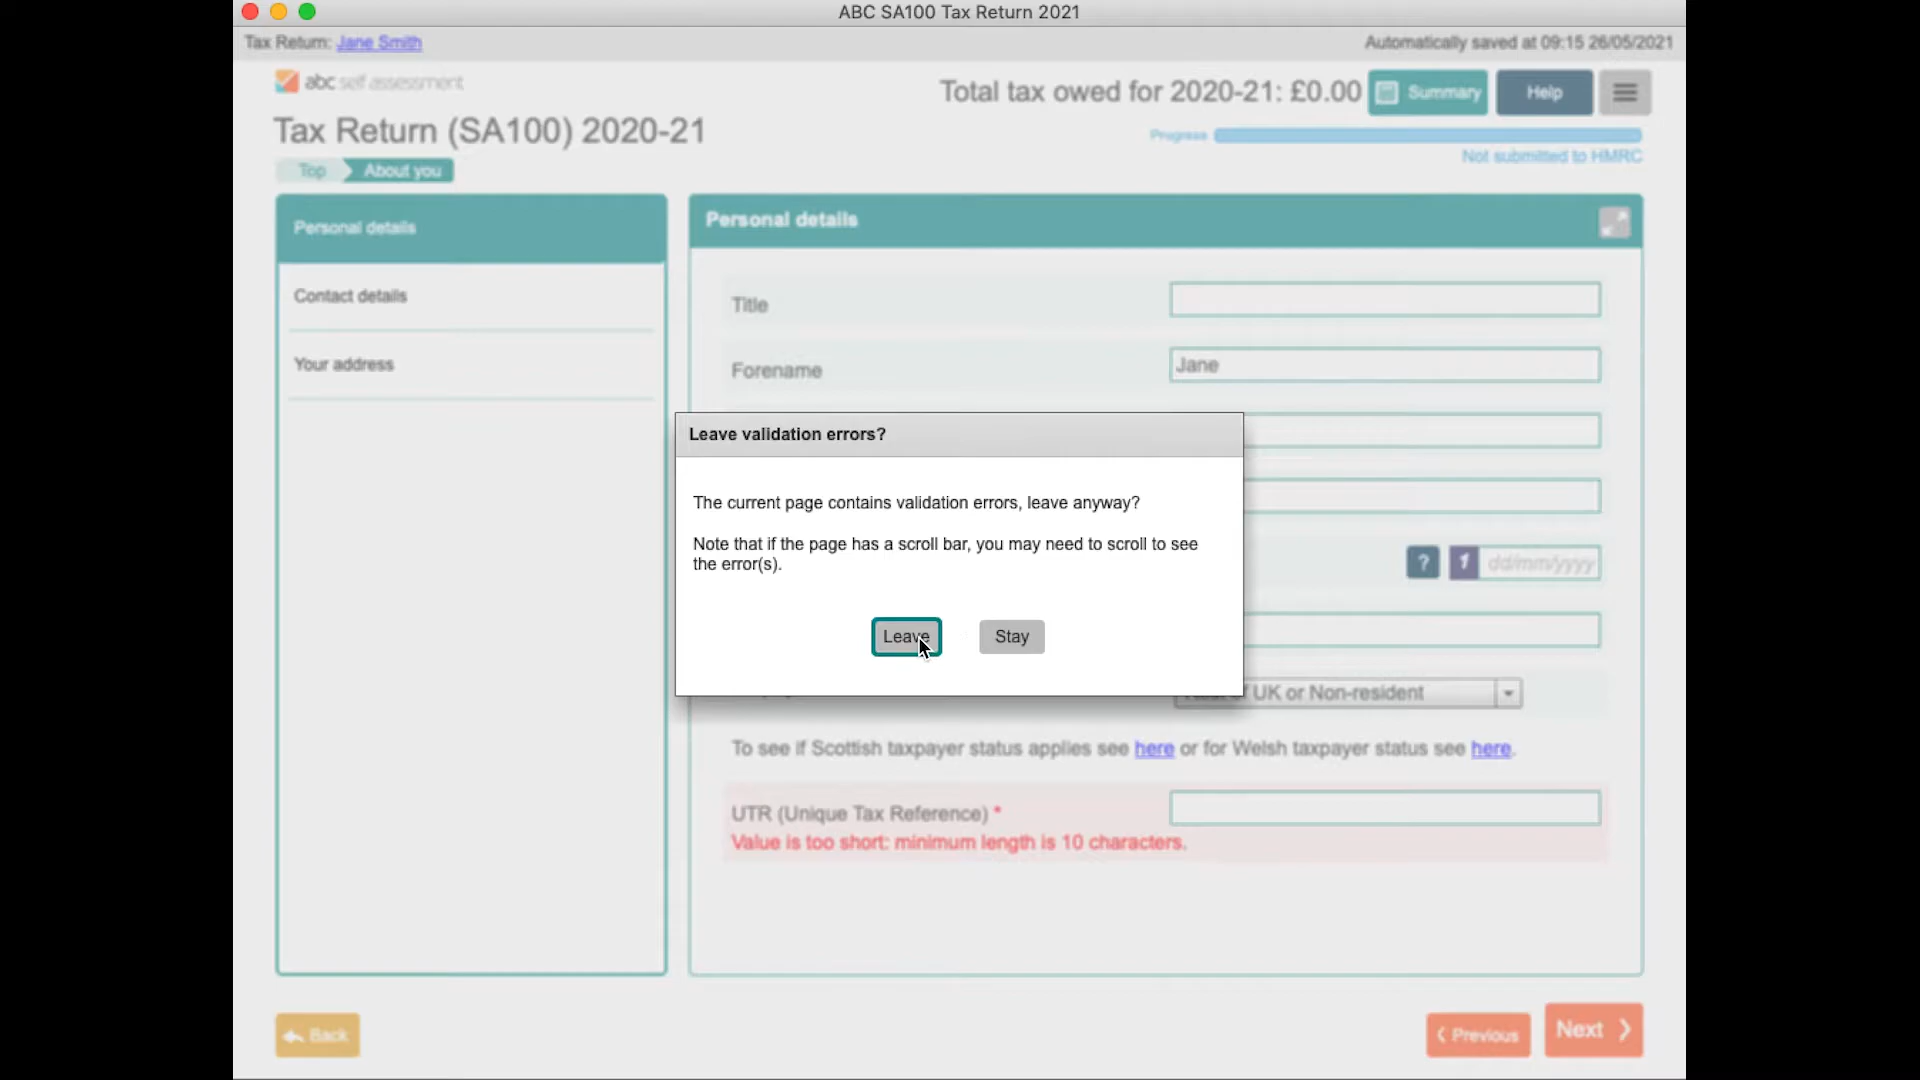 ABC SA100 Tax Return 2021
Tax Return: Jane Smith
Automatically saved at 09:15 26/05/2021
abc self assessment
Total tax owed for 2020-21: £0.00
Summary
Help
Tax Return (SA100) 2020-21
Progress
Not submitted to HMRC
Top
About you
Personal details
Contact details
Your address
Personal details
Title
Forename
Jane
Leave validation errors?
The current page contains validation errors, leave anyway?
Note that if the page has a scroll bar, you may need to scroll to see
the error(s).
Leave
Stay
?
1
dd/mm/yyyy
of UK or Non-resident
To see if Scottish taxpayer status applies see here or for Welsh taxpayer status see here.
UTR (Unique Tax Reference) *
Value is too short: minimum length is 10 characters.
Back
Previous
Next